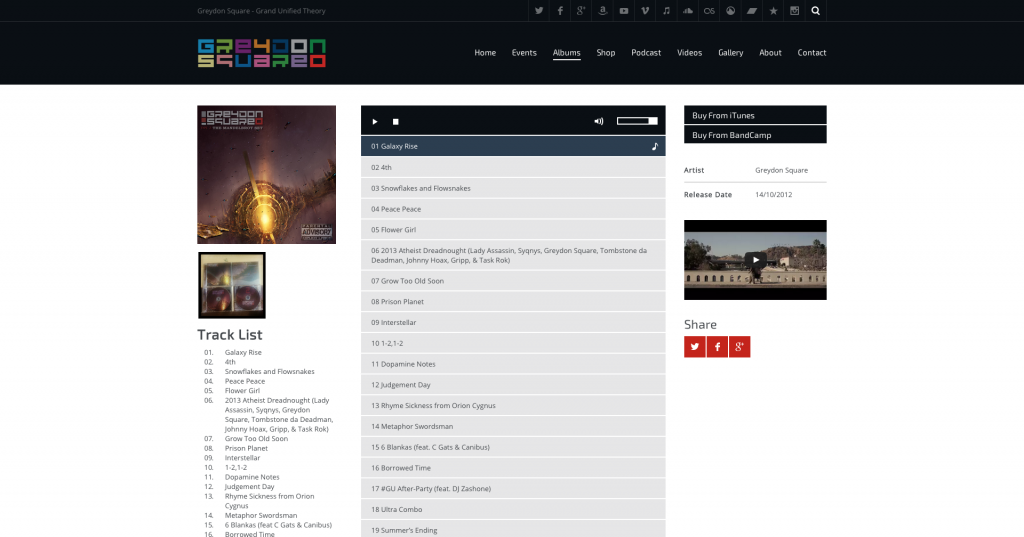 Greydon Square - Grand Unified Theory
GREYDON
SQUARED
Home
Events
Albums
Shop
Podcast
Videos
Gallery
About
Contact
GREYDON
SQUARED
THE MANDELBROT SET
PARENTAL
ADVISORY
Track List
01. Galaxy Rise
02. 4th
03. Snowflakes and Flowsnakes
04. Peace Peace
05. Flower Girl
06. 2013 Atheist Dreadnought (Lady
Assassin, Syqnys, Greydon
Square, Tombstone da Deadman,
Johnny Hoax, Gripp, & Task Rok)
07. Grow Too Old Soon
08. Prison Planet
09. Interstellar
10. 1-2,1-2
11. Dopamine Notes
12. Judgement Day
13. Rhyme Sickness from Orion
Cygnus
14. Metaphor Swordsman
15. 6 Blankas (feat C Gats & Canibus)
16. Borrowed Time
01 Galaxy Rise
02 4th
03 Snowflakes and Flowsnakes
04 Peace Peace
05 Flower Girl
06 2013 Atheist Dreadnought (Lady Assassin, Syqnys, Greydon Square, Tombstone da
Deadman, Johnny Hoax, Gripp, & Task Rok)
07 Grow Too Old Soon
08 Prison Planet
09 Interstellar
10 1-2,1-2
11 Dopamine Notes
12 Judgement Day
13 Rhyme Sickness from Orion Cygnus
14 Metaphor Swordsman
15 6 Blankas (feat. C Gats & Canibus)
16 Borrowed Time
17 #GU After-Party (feat. DJ Zashone)
18 Ultra Combo
19 Summer's Ending
Buy From iTunes
Buy From BandCamp
Artist Greydon Square
Release Date 14/10/2012
Share